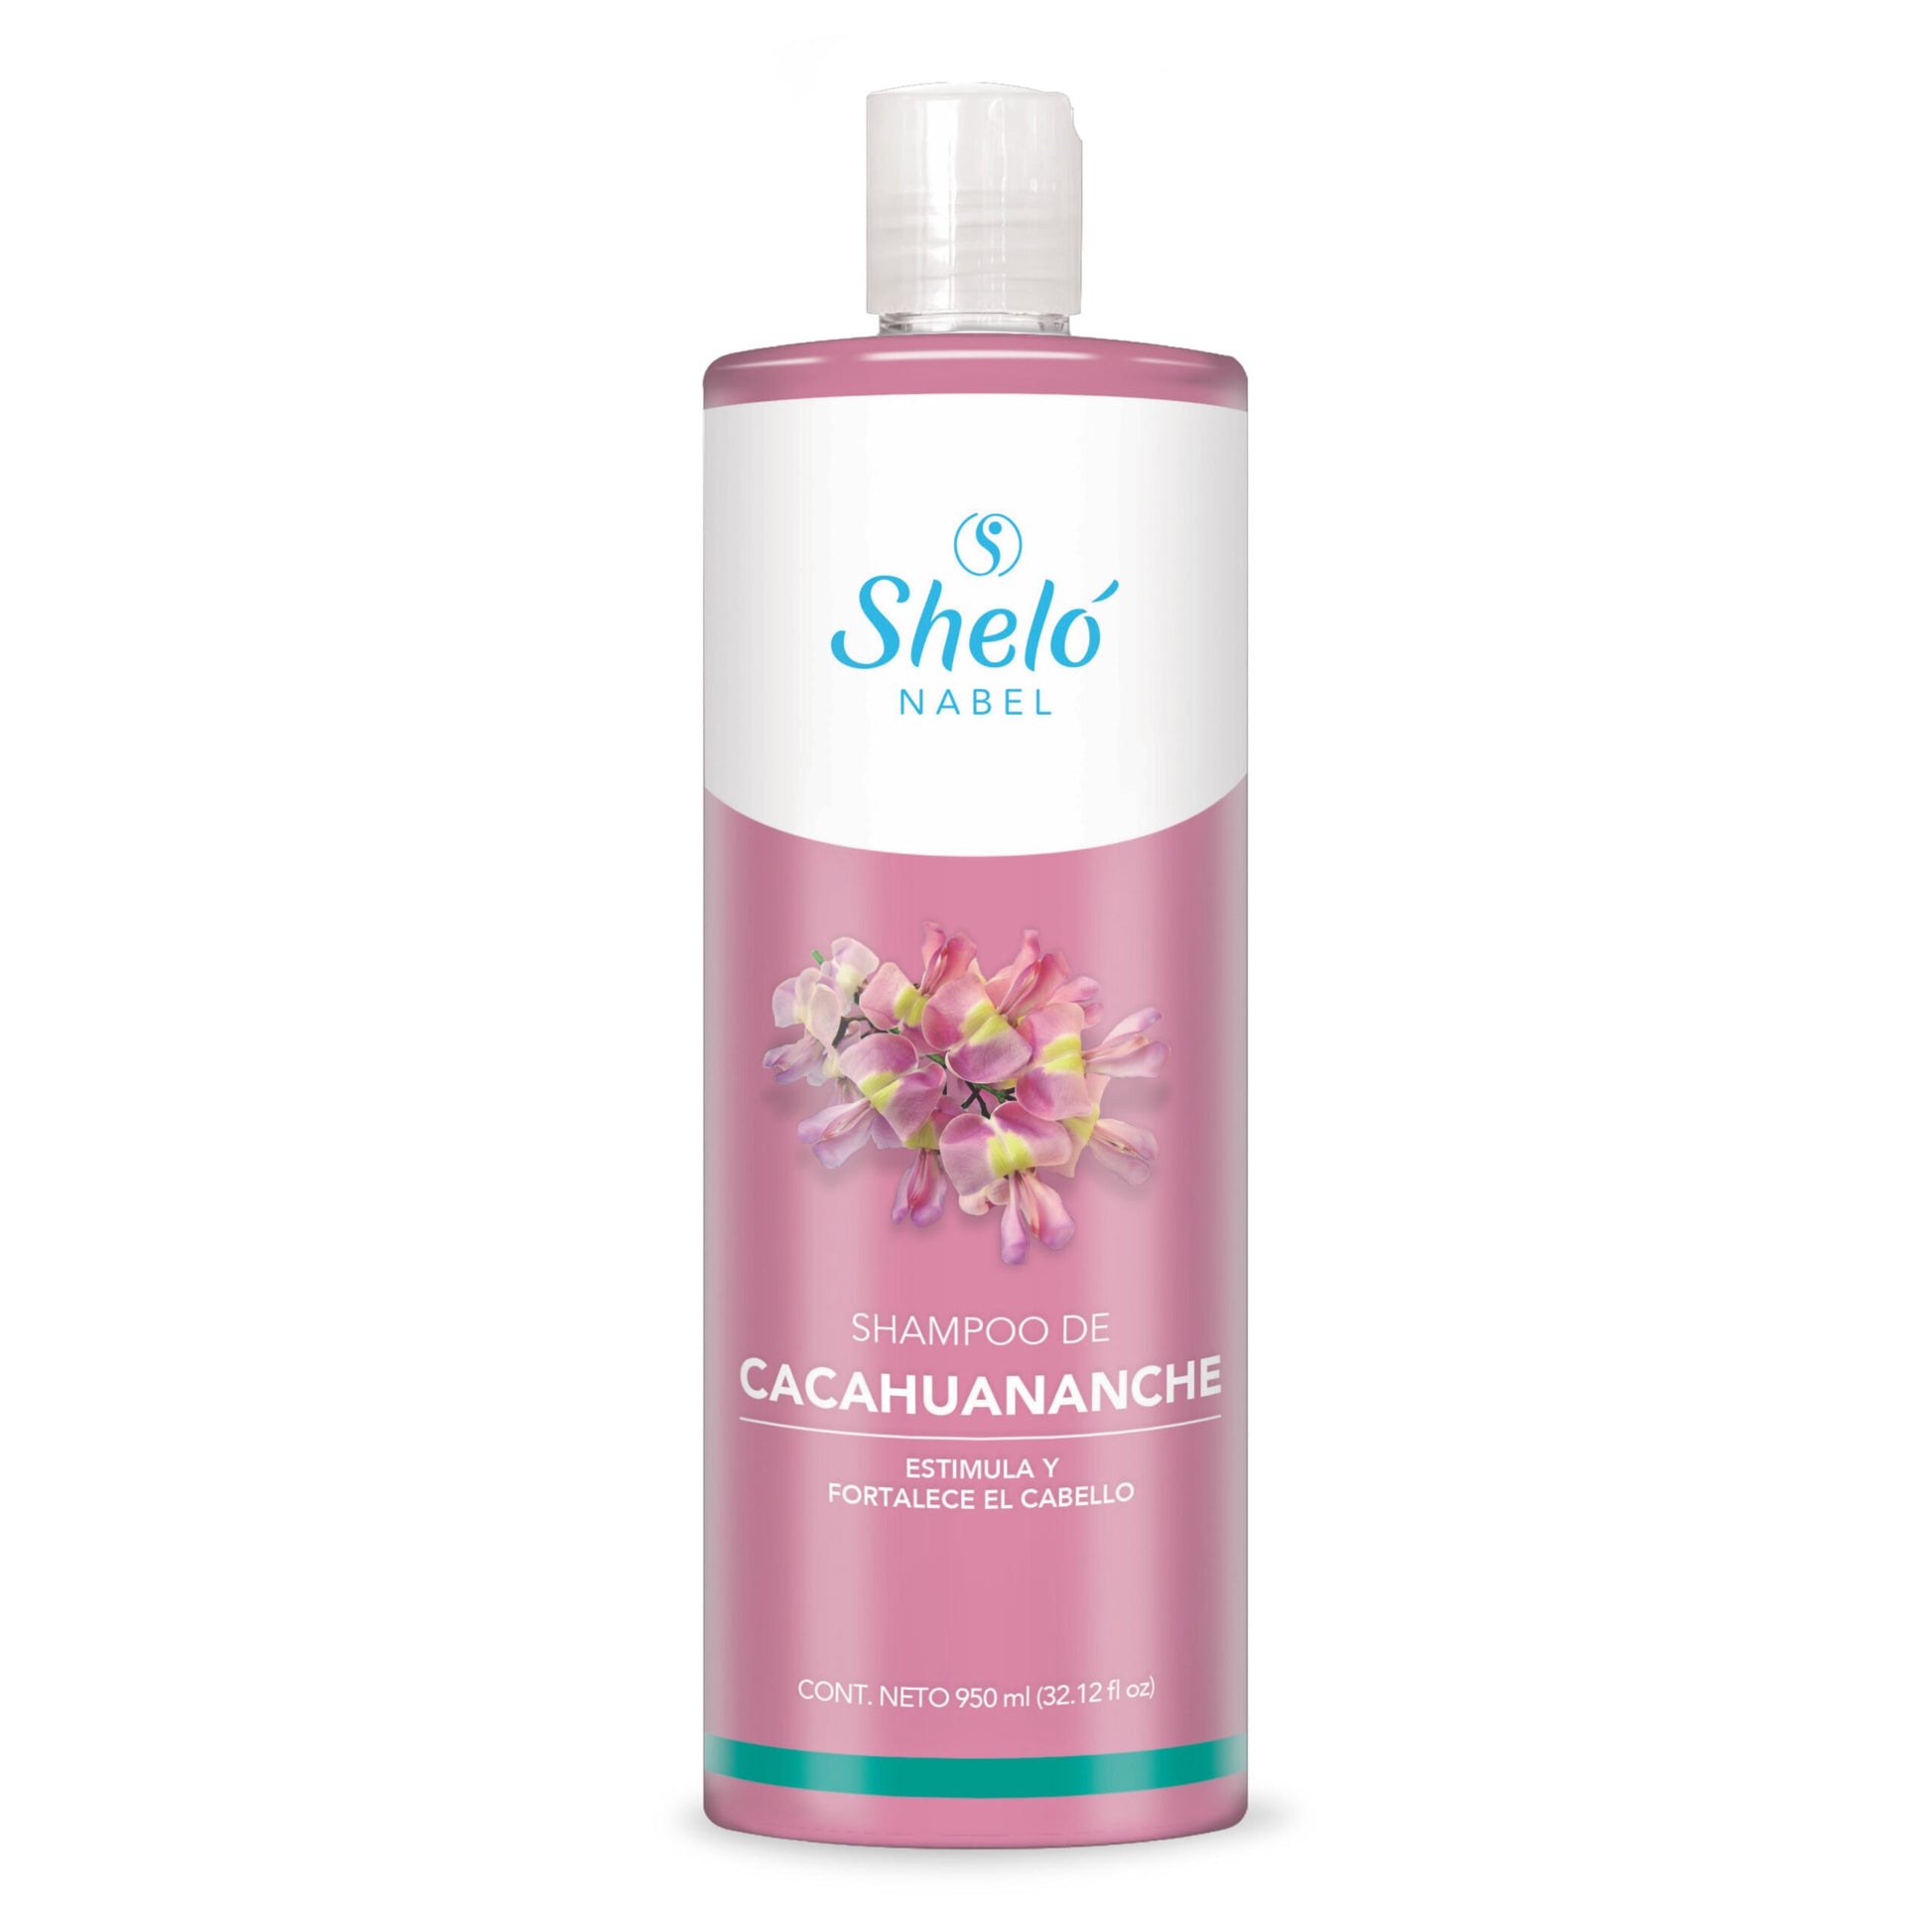 Sheló
NABEL
SHAMPOO DE
CACAHUANANCHE
ESTIMULA Y
FORTALECE EL CABELLO
CONT. NETO 950 ml (32.12 fl oz)